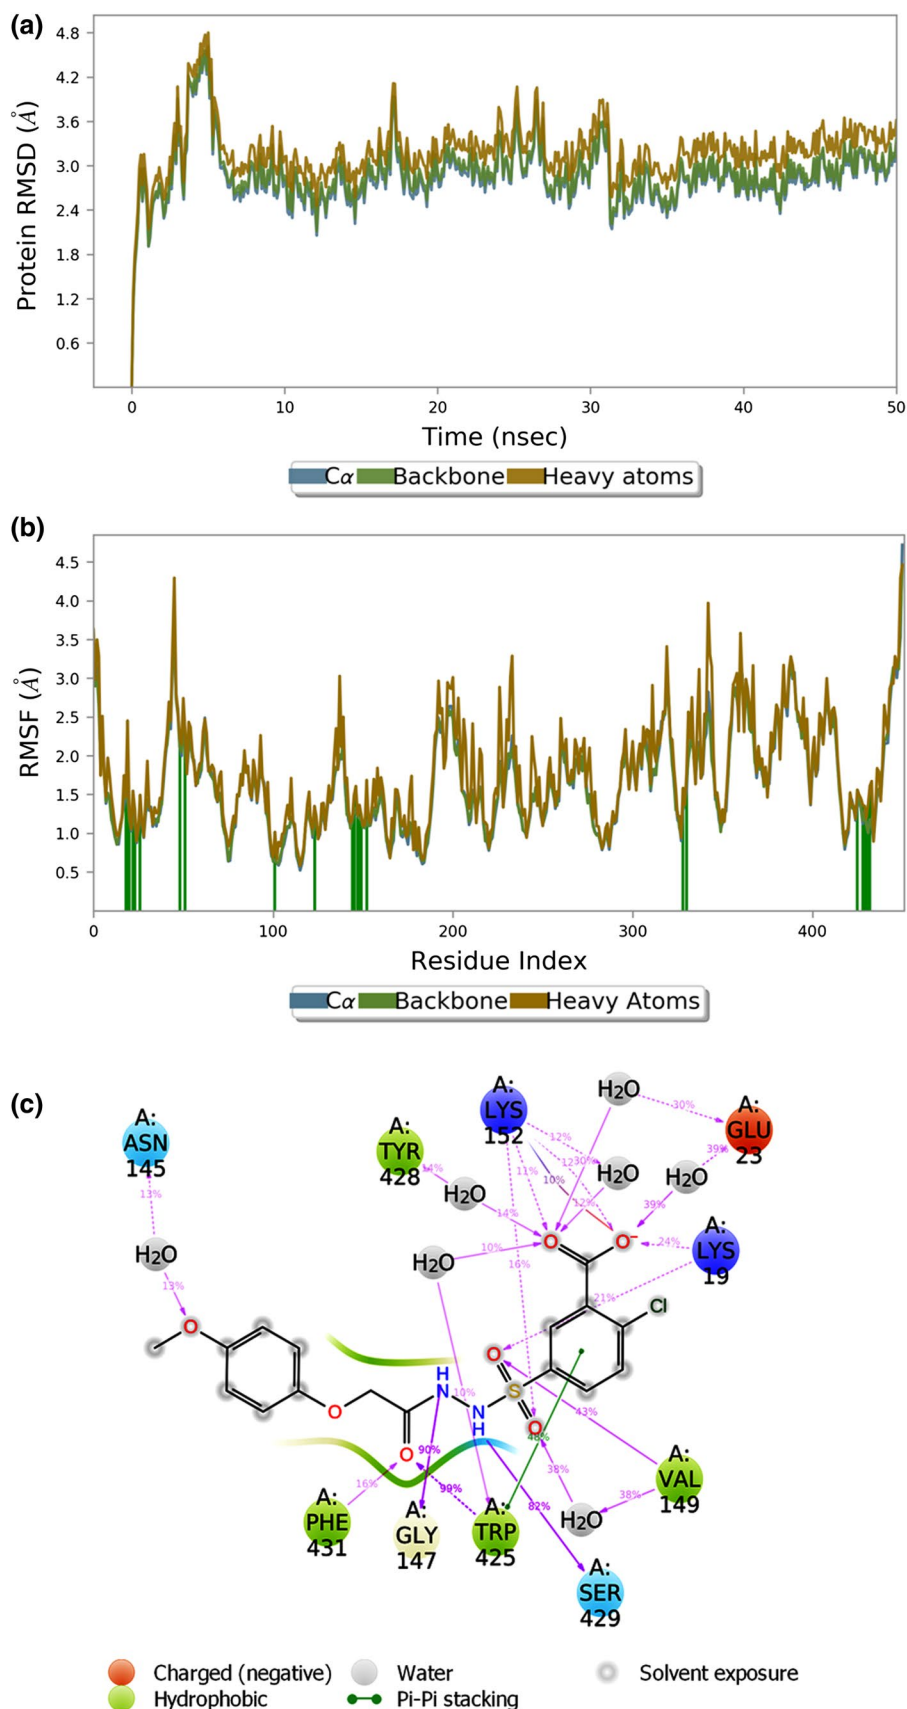 (a)
Protein RMSD (Å)
4.8
4.2
3.6
3.0
2.4
1.8
1.2
0.6
0 10 20 30 40 50
Time (nsec)
Cα Backbone Heavy atoms
(b)
RMSF (Å)
4.5
4.0
3.5
3.0
2.5
2.0
1.5
1.0
0.5
0 100 200 300 400
Residue Index
Cα Backbone Heavy Atoms
(c)
A:
ASN
145
A:
TYR
428
A:
LYS
152
H2O
A:
GLU
23
30%
12%
39%
14%
H2O
11%
12%
30%
H2O
H2O
10%
13%
14%
12%
39%
A:
LYS
19
24%
H2O
H2O
10%
O
O−
16%
13%
21%
Cl
O
O
H
N
S
O
10%
N
H
O
43%
48%
O
90%
38%
16%
99%
38%
A:
VAL
149
A:
PHE
431
A:
GLY
147
A:
TRP
425
82%
H2O
A:
SER
429
Charged (negative) Water Solvent exposure
Hydrophobic Pi-Pi stacking